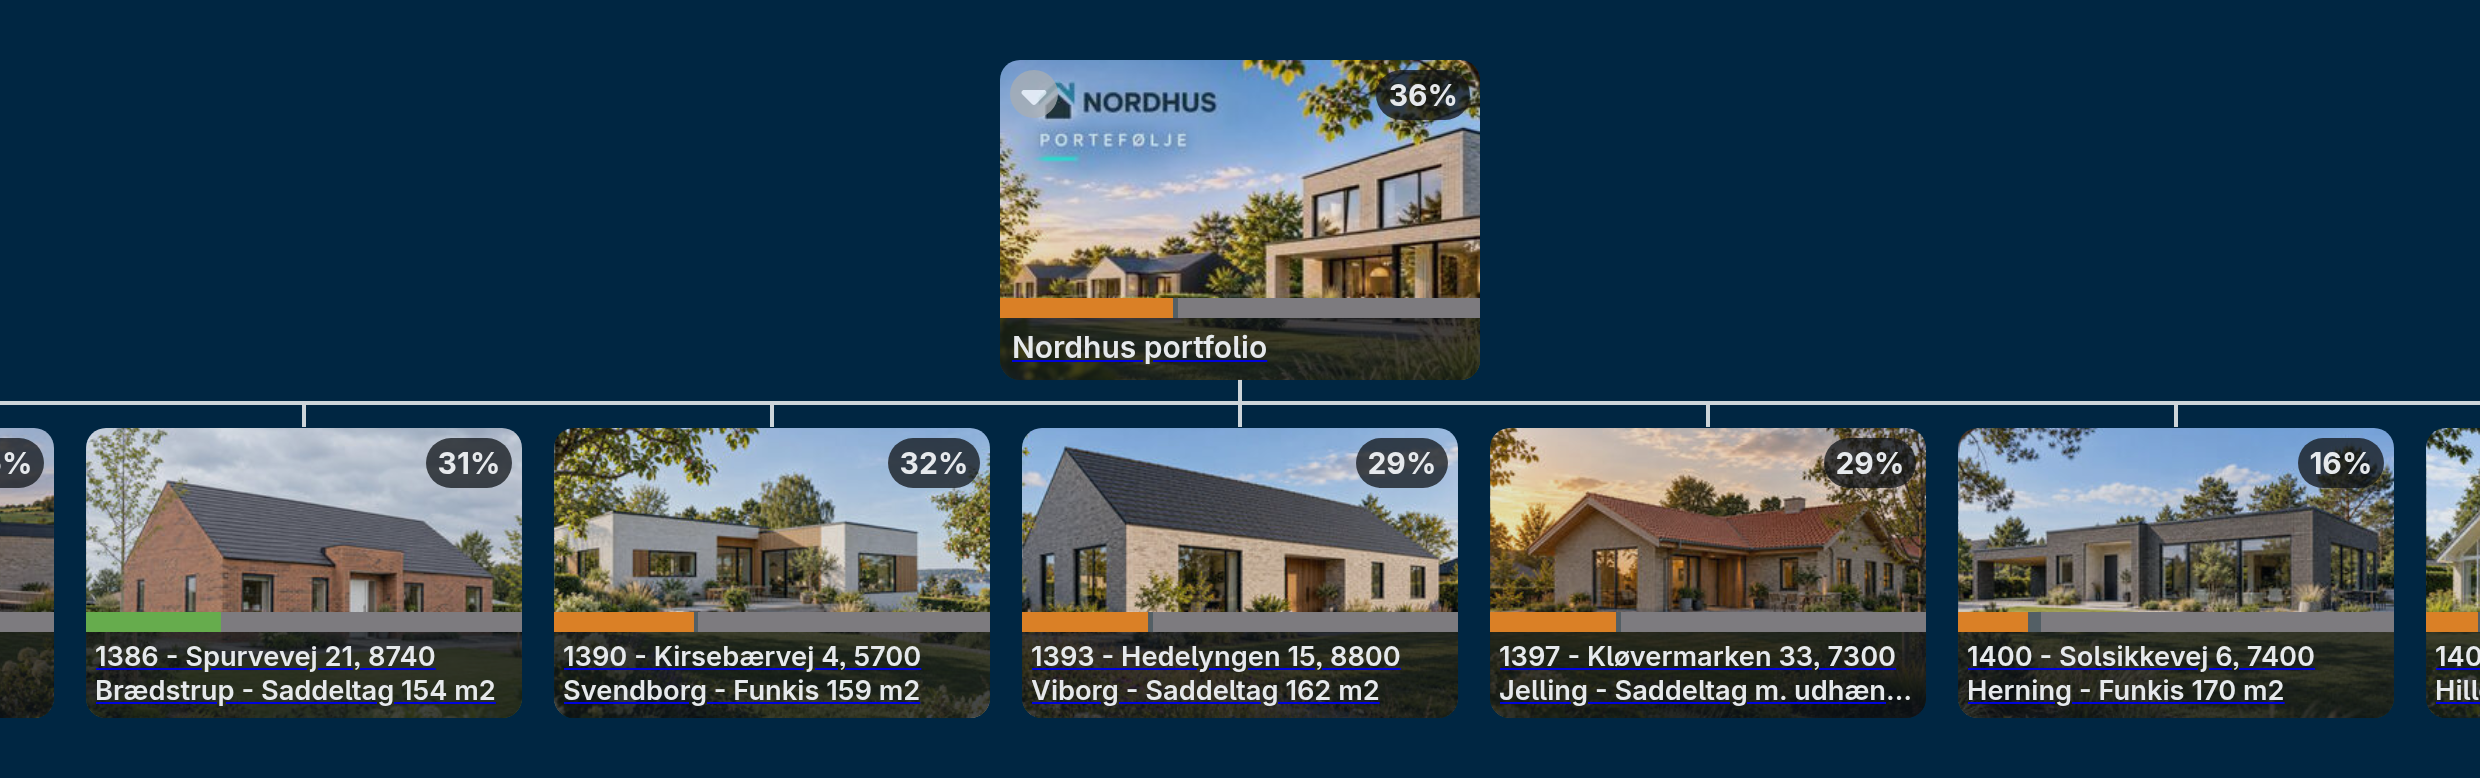 NORDHUS
PORTEFØLJE
36%
Nordhus portfolio
%
31%
1386 - Spurvevej 21, 8740
Brædstrup - Saddeltag 154 m2
32%
1390 - Kirsebærvej 4, 5700
Svendborg - Funkis 159 m2
29%
1393 - Hedelyngen 15, 8800
Viborg - Saddeltag 162 m2
29%
1397 - Kløvermarken 33, 7300
Jelling - Saddeltag m. udhæn...
16%
1400 - Solsikkevej 6, 7400
Herning - Funkis 170 m2